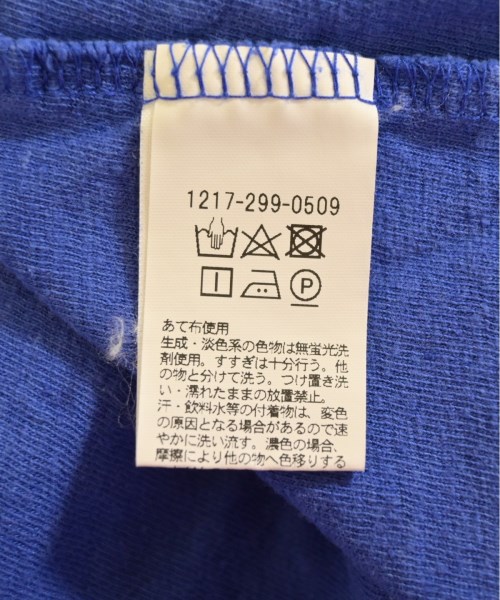 1217-299-0509
P
あて布使用
生成・淡色系の色物は無蛍光洗
剤使用。すすぎは十分行う。他
の物と分けて洗う。つけ置き洗
い・濡れたままの放置禁止。
汗・飲料水等の付着物は、変色
の原因となる場合があるので速
やかに洗い流す。濃色の場合、
摩擦により他の物へ色移りする